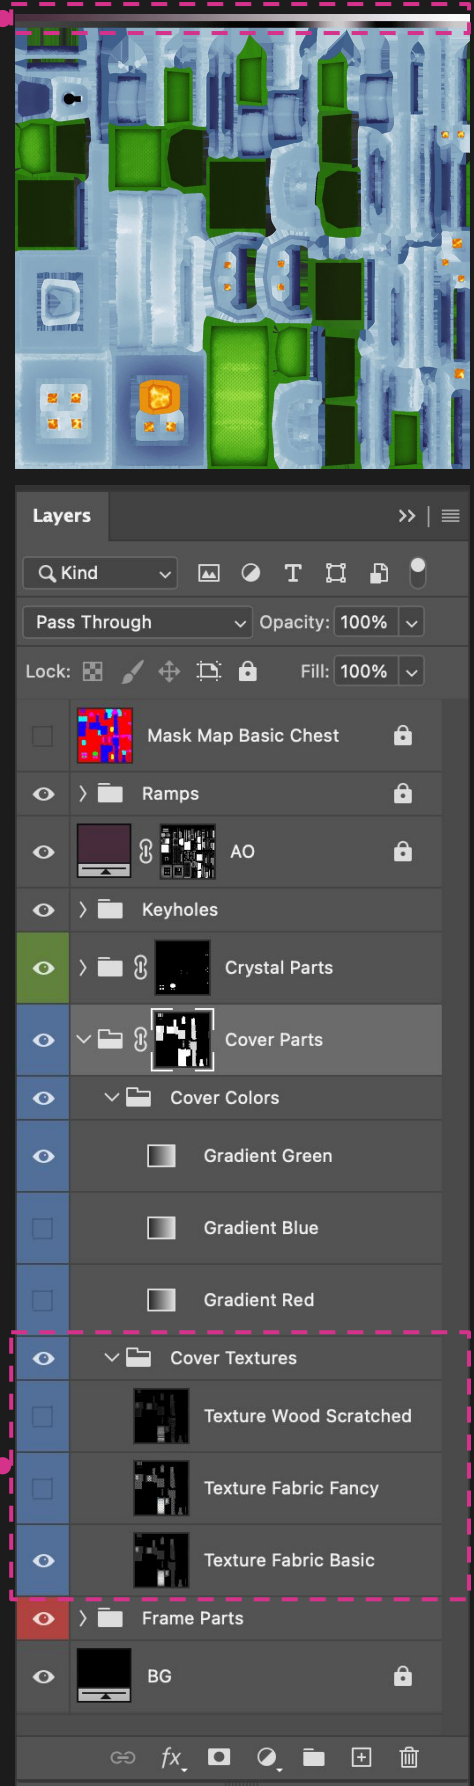 Layers
Kind
Pass Through Opacity: 100%
Lock: Fill: 100%
Mask Map Basic Chest
Ramps
AO
Keyholes
Crystal Parts
Cover Parts
Cover Colors
Gradient Green
Gradient Blue
Gradient Red
Cover Textures
Texture Wood Scratched
Texture Fabric Fancy
Texture Fabric Basic
Frame Parts
BG
fx